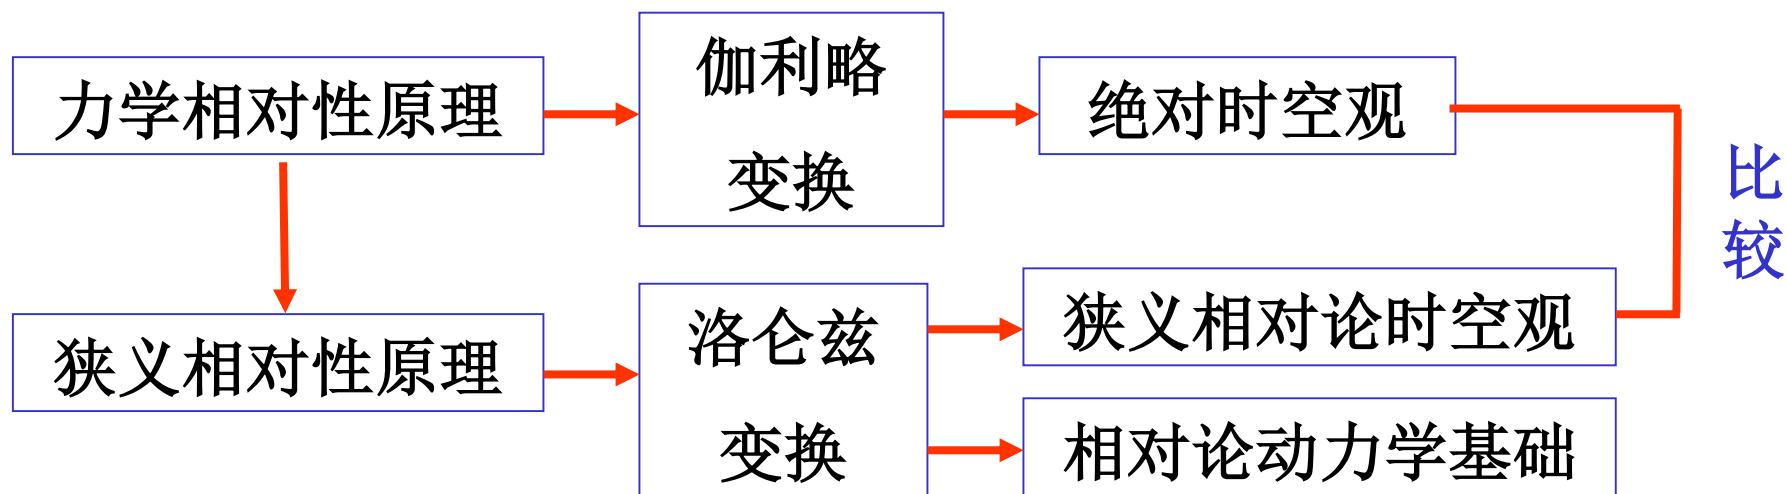 力学相对性原理
伽利略
变换
绝对时空观
比
较
狭义相对性原理
洛仑兹
变换
狭义相对论时空观
相对论动力学基础